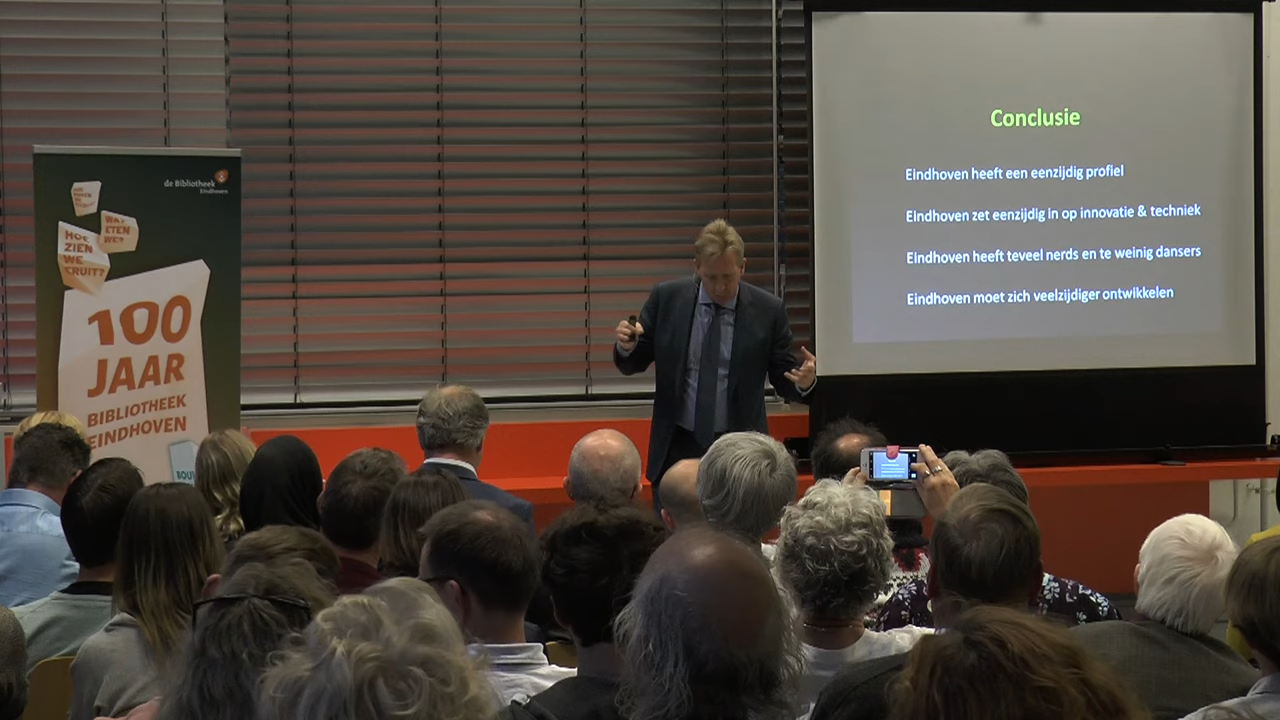 de Bibliotheek
Eindhoven
WAT
ETEN
WE?
HOE
ZIEN
WE
ERUIT?
100
JAAR
BIBLIOTHEEK
EINDHOVEN
BOUW
Conclusie
Eindhoven heeft een eenzijdig profiel
EIndhoven zet eenzijdig in op innovatie & techniek
EIndhoven heeft teveel nerds en te weinig dansers
Eindhoven moet zich veelzijdiger ontwikkelen